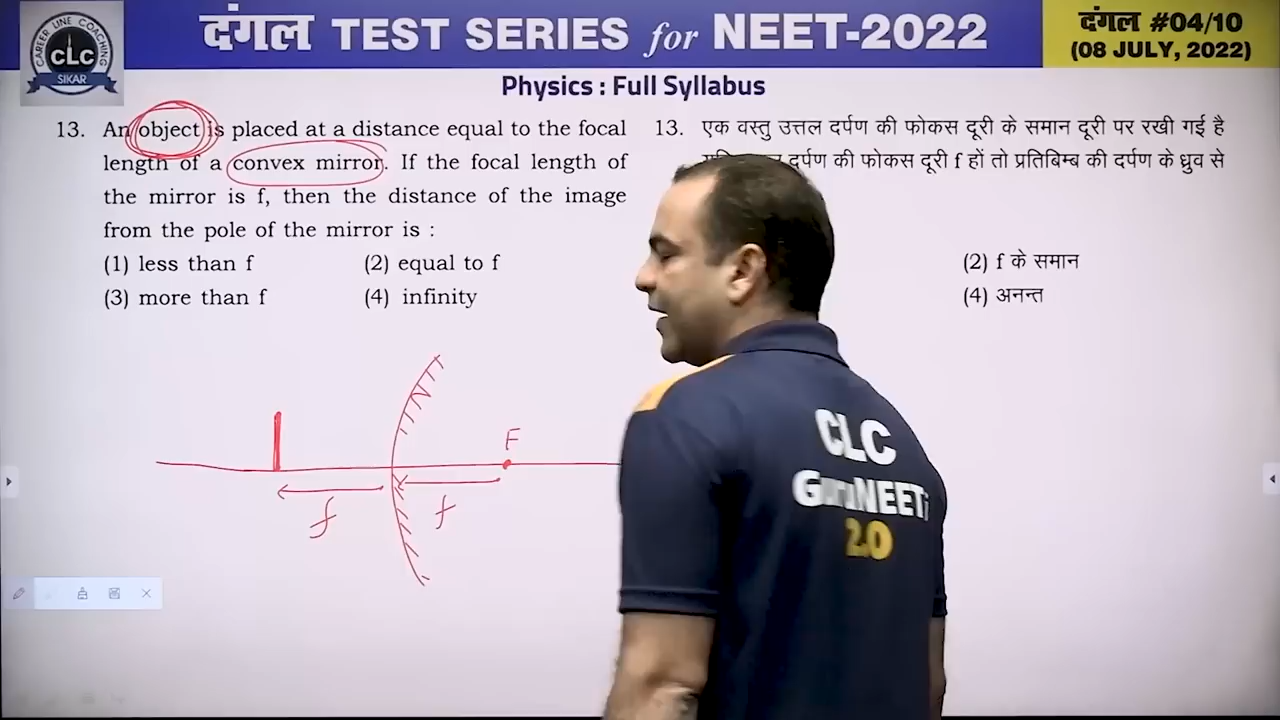 CAREER LINE COACHING
CLC
SIKAR
दंगल TEST SERIES for NEET-2022
दंगल #04/10
(08 JULY, 2022)
Physics : Full Syllabus
13. An object is placed at a distance equal to the focal
length of a convex mirror. If the focal length of
the mirror is f, then the distance of the image
from the pole of the mirror is :
(1) less than f (2) equal to f
(3) more than f (4) infinity
13. एक वस्तु उत्तल दर्पण की फोकस दूरी के समान दूरी पर रखी गई है
दर्पण की फोकस दूरी f हों तो प्रतिबिम्ब की दर्पण के ध्रुव से
(2) f के समान
(4) अनन्त
F
f f
CLC
GuruNEETi
2.0